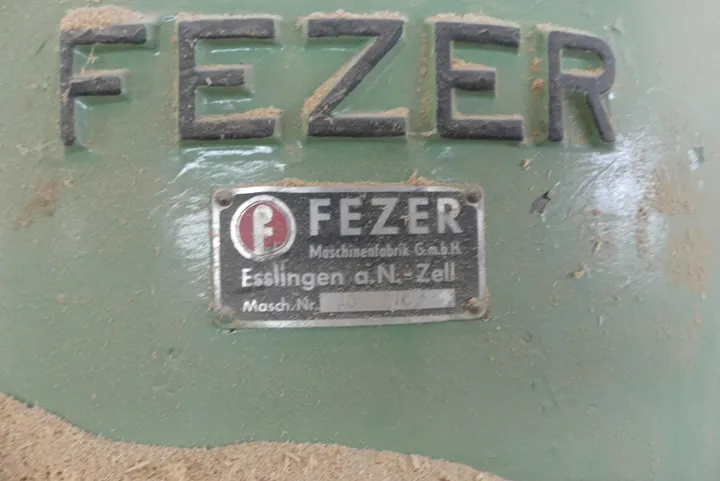 FEZER
F FEZER
Maschinenfabrik G.m.b.H.
Esslingen a.N.-Zell
Masch.Nr.